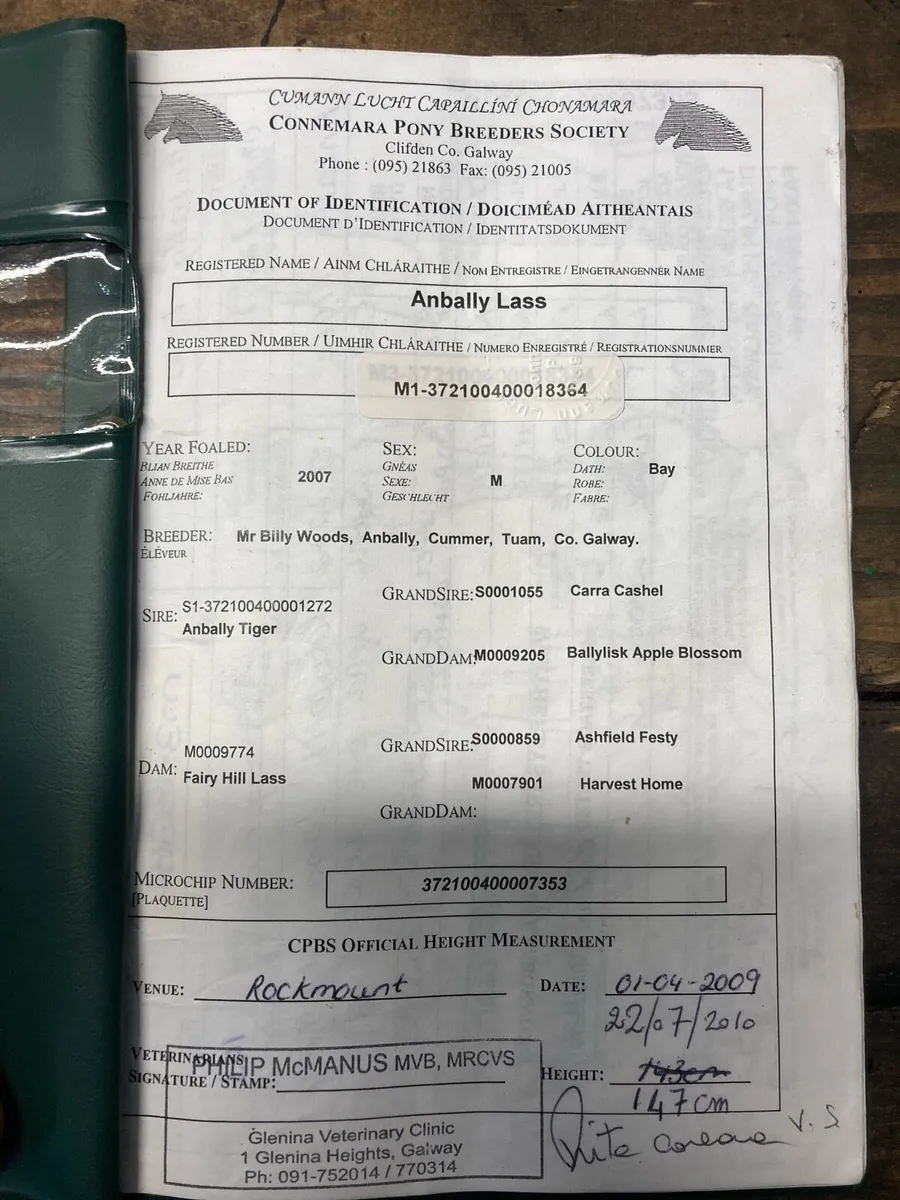 CUMANN LUCHT CAPAILLÍNÍ CHONAMARA
CONNEMARA PONY BREEDERS SOCIETY
Clifden Co. Galway
Phone : (095) 21863 Fax: (095) 21005
DOCUMENT OF IDENTIFICATION / DOICIMÉAD AITHEANTAIS
DOCUMENT D'IDENTIFICATION / IDENTITATSDOKUMENT
REGISTERED NAME / AINM CHLÁRAITHE / NOM ENTREGISTRE / EINGETRANGENNÉR NAME
Anbally Lass
REGISTERED NUMBER / UIMHIR CHLÁRAITHE / NUMERO ENREGISTRÉ / REGISTRATIONSNUMMER
M1-372100400018364
YEAR FOALED: SEX: COLOUR:
BLIAN BREITHE GNÉAS DATH: Bay
ANNE DE MISE BAS 2007 SEXE: M ROBE:
FOHLJAHRE: GESCHLECHT FABRE:
BREEDER: Mr Billy Woods, Anbally, Cummer, Tuam, Co. Galway.
ÉLÉVEUR
GRANDSIRE: S0001055 Carra Cashel
SIRE: S1-372100400001272
Anbally Tiger
GRANDDAM: M0009205 Ballylisk Apple Blossom
GRANDSIRE: S0000859 Ashfield Festy
M0009774
DAM: Fairy Hill Lass
M0007901 Harvest Home
GRANDDAM:
MICROCHIP NUMBER: 372100400007353
[PLAQUETTE]
CPBS OFFICIAL HEIGHT MEASUREMENT
VENUE: Rockmount DATE: 01-04-2009
22/07/2010
VETERINARIANS
SIGNATURE / STAMP:
PHILIP McMANUS MVB, MRCVS
HEIGHT: 143cm
147 cm
Glenina Veterinary Clinic
1 Glenina Heights, Galway
Ph: 091-752014 / 770314
V. S